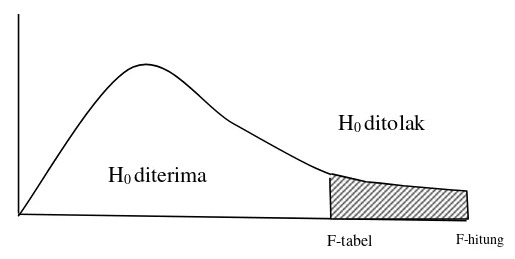 H₀ ditolak
H₀ diterima
F-tabel
F-hitung